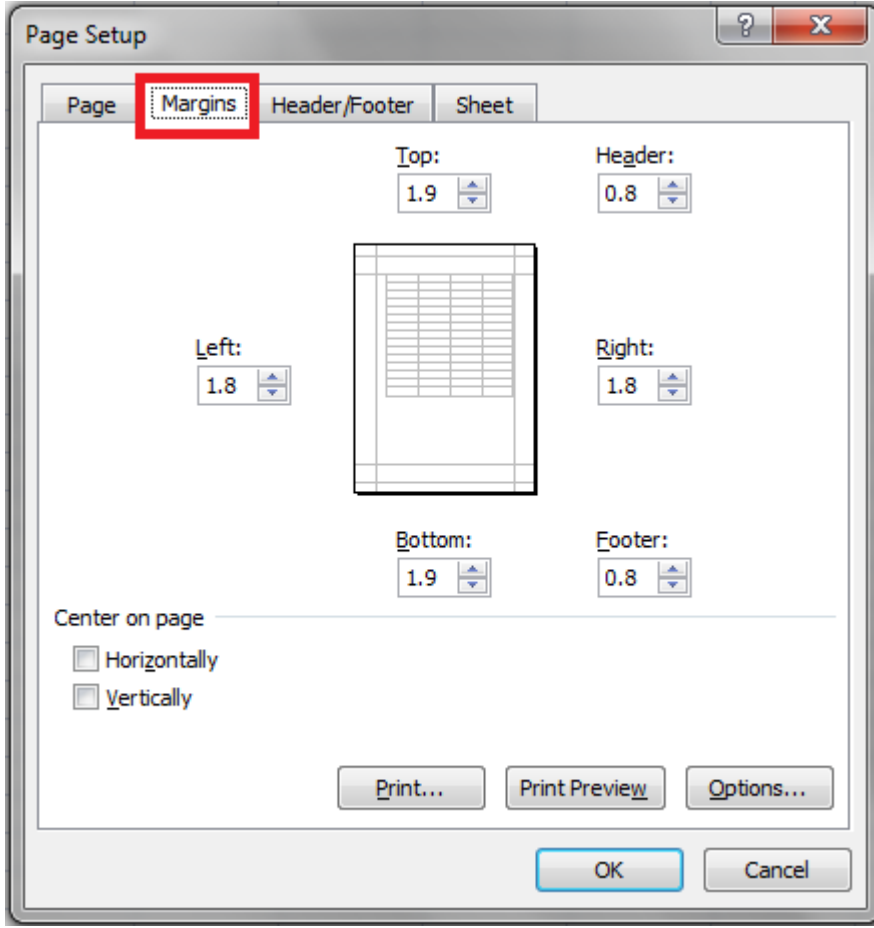 Page Setup
Page Margins Header/Footer Sheet
Top: Header:
1.9 0.8
Left: Right:
1.8 1.8
Bottom: Footer:
1.9 0.8
Center on page
Horizontally
Vertically
Print... Print Preview Options...
OK Cancel